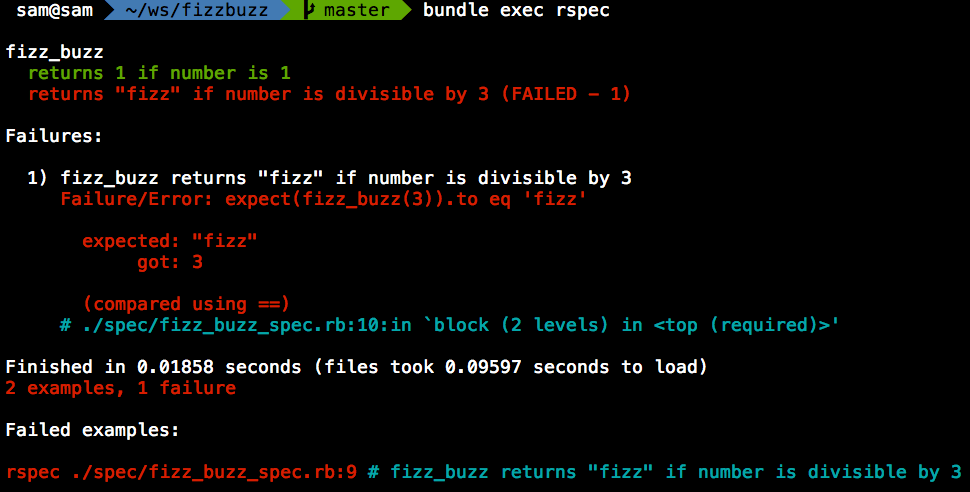 sam@sam ~/ws/fizzbuzz master bundle exec rspec
fizz_buzz
returns 1 if number is 1
returns "fizz" if number is divisible by 3 (FAILED - 1)
Failures:
1) fizz_buzz returns "fizz" if number is divisible by 3
Failure/Error: expect(fizz_buzz(3)).to eq 'fizz'
expected: "fizz"
got: 3
(compared using ==)
# ./spec/fizz_buzz_spec.rb:10:in `block (2 levels) in <top (required)>'
Finished in 0.01858 seconds (files took 0.09597 seconds to load)
2 examples, 1 failure
Failed examples:
rspec ./spec/fizz_buzz_spec.rb:9 # fizz_buzz returns "fizz" if number is divisible by 3